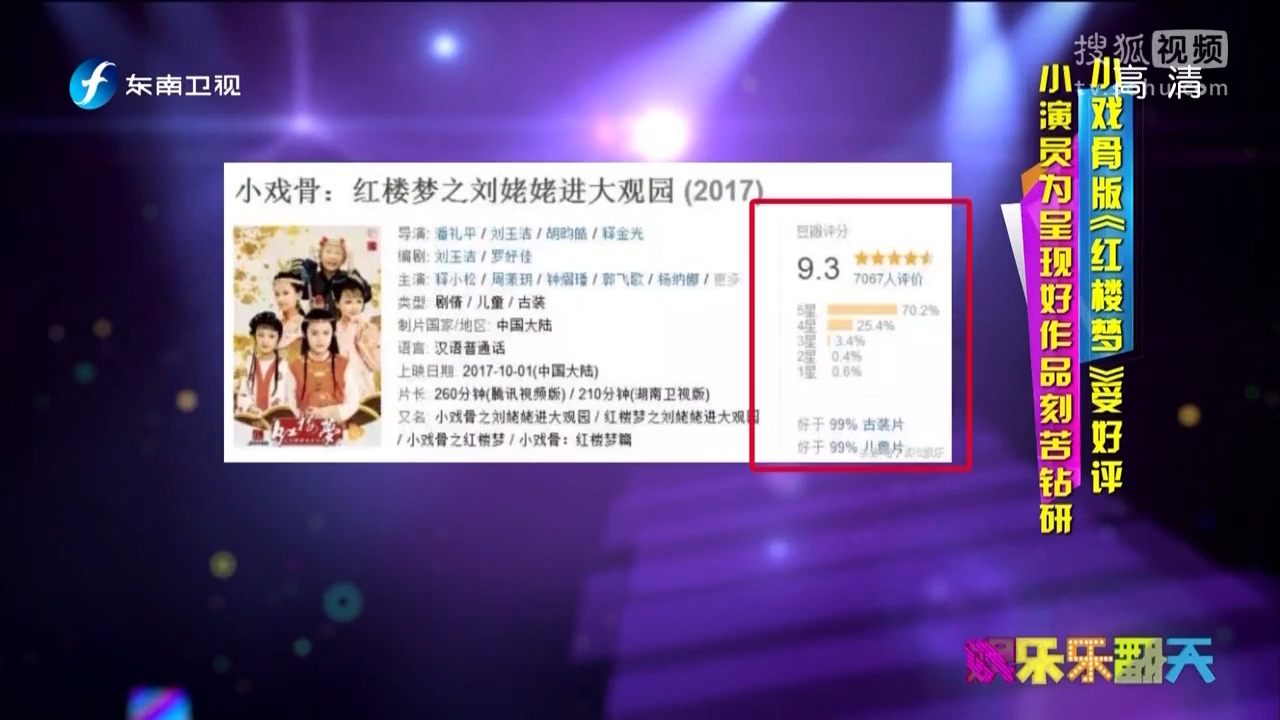 东南卫视
搜狐视频
tv.sohu.com
高清
小戏骨版《红楼梦》受好评
小演员为呈现好作品刻苦钻研
小戏骨：红楼梦之刘姥姥进大观园 (2017)
导演: 潘礼平 / 刘玉洁 / 胡昀皓 / 释金光
编剧: 刘玉洁 / 罗妤佳
主演: 释小松 / 周漾玥 / 钟熠璠 / 郭飞歌 / 杨纳娜 / 更多
类型: 剧情 / 儿童 / 古装
制片国家/地区: 中国大陆
语言: 汉语普通话
上映日期: 2017-10-01(中国大陆)
片长: 260分钟(腾讯视频版) / 210分钟(湖南卫视版)
又名: 小戏骨之刘姥姥进大观园 / 红楼梦之刘姥姥进大观园
/ 小戏骨之红楼梦 / 小戏骨：红楼梦篇
豆瓣评分
9.3
7067人评价
5星 70.2%
4星 25.4%
3星 3.4%
2星 0.4%
1星 0.6%
好于 99% 古装片
好于 99% 儿童片
红楼夢
娱乐乐翻天